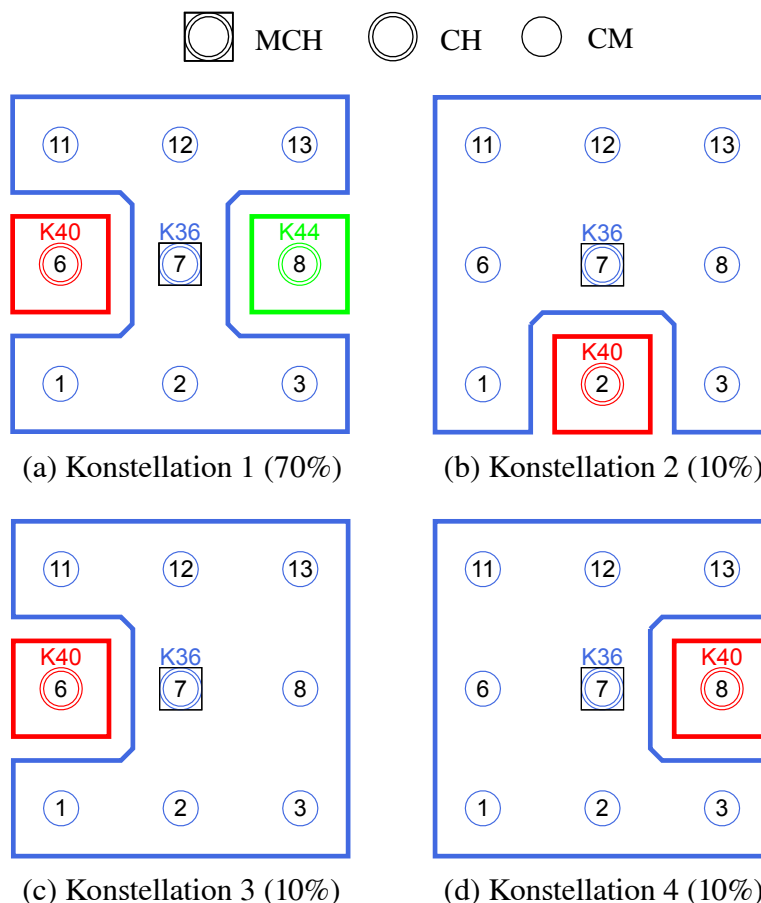 MCH CH CM
11 12 13 11 12 13
K40 K36 K44 K36
6 7 8 6 7 8
K40
1 2 3 1 2 3
(a) Konstellation 1 (70%) (b) Konstellation 2 (10%)
11 12 13 11 12 13
K40 K36 K36 K40
6 7 8 6 7 8
1 2 3 1 2 3
(c) Konstellation 3 (10%) (d) Konstellation 4 (10%)